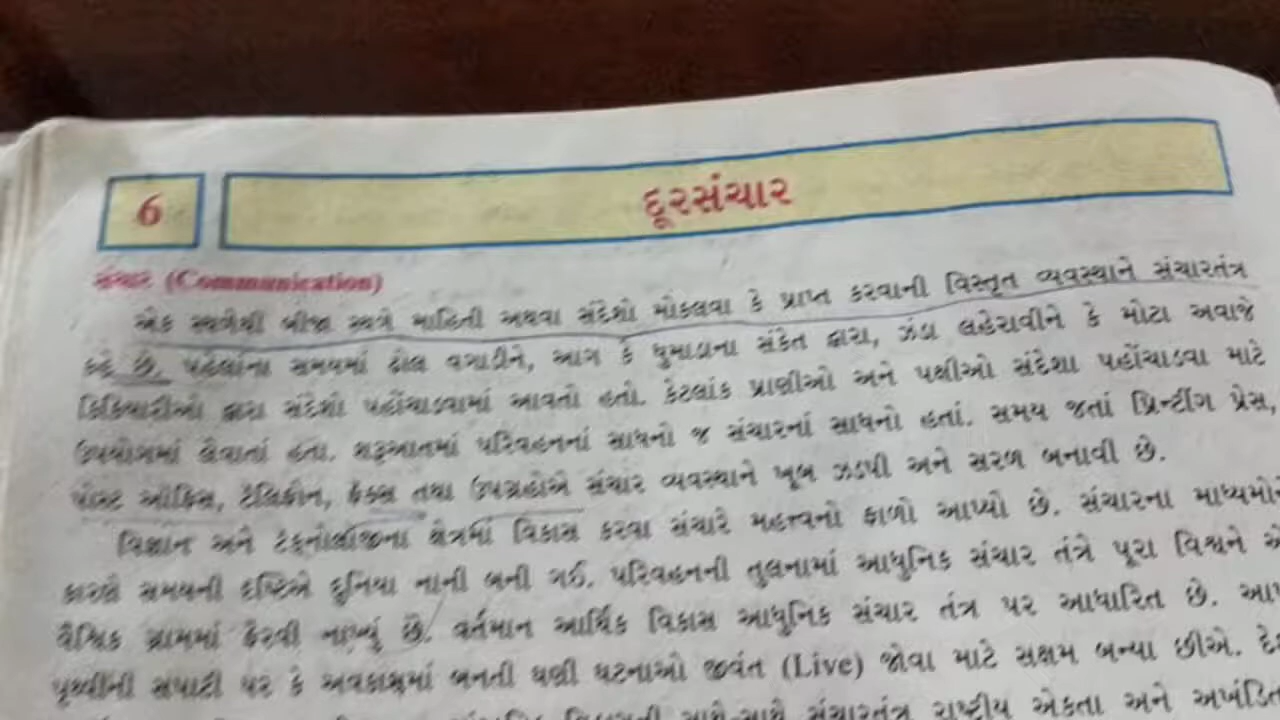 6
દૂરસંચાર
સંચાર (Communication)
એક સ્થળેથી બીજા સ્થળે માહિતી અથવા સંદેશો મોકલવા કે પ્રાપ્ત કરવાની વિસ્તૃત વ્યવસ્થાને સંચારતંત્ર
કહે છે. પહેલાંના સમયમાં ઢોલ વગાડીને, આગ કે ધુમાડાના સંકેત દ્વારા, ઝંડા લહેરાવીને કે મોટા અવાજે
કિકિયારીઓ દ્વારા સંદેશો પહોંચાડવામાં આવતો હતો. કેટલાંક પ્રાણીઓ અને પક્ષીઓ સંદેશા પહોંચાડવા માટે
ઉપયોગમાં લેવાતાં હતા. શરૂઆતમાં પરિવહનનાં સાધનો જ સંચારનાં સાધનો હતાં. સમય જતાં પ્રિન્ટીંગ પ્રેસ,
પોસ્ટ ઑફિસ, ટેલિફોન, ફૅક્સ તથા ઉપગ્રહોએ સંચાર વ્યવસ્થાને ખૂબ ઝડપી અને સરળ બનાવી છે.
વિજ્ઞાન અને ટેક્નોલૉજીના ક્ષેત્રમાં વિકાસ કરવા સંચારે મહત્ત્વનો ફાળો આપ્યો છે. સંચારના
કારણે સમયની દૃષ્ટિએ દુનિયા નાની બની ગઈ. પરિવહનની તુલનામાં આધુનિક સંચાર તંત્રે પૂરા વિશ્વને
વૈશ્વિક ગ્રામમાં ફેરવી નાખ્યું છે. વર્તમાન આર્થિક વિકાસ આધુનિક સંચાર તંત્ર પર આધારિત છે.
પૃથ્વીની સપાટી પર કે અવકાશમાં બનતી ઘણી ઘટનાઓ જીવંત (Live) જોવા માટે સક્ષમ બન્યા છીએ.
સંચારતંત્ર રાષ્ટ્રીય એકતા અને